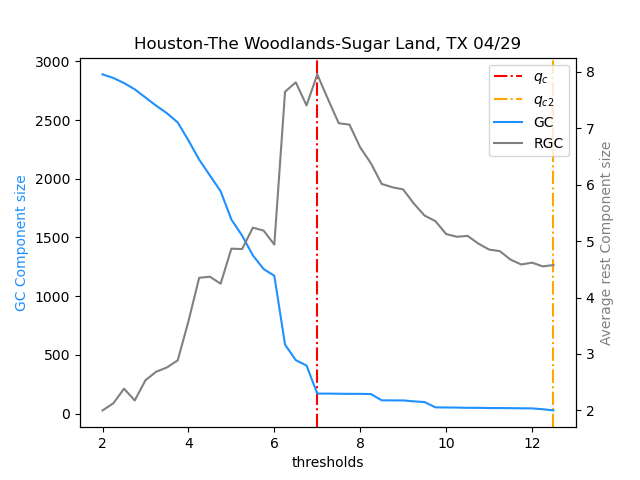 Houston-The Woodlands-Sugar Land, TX 04/29
GC Component size
3000
2500
2000
1500
1000
500
0
2
4
6
8
10
12
thresholds
8
7
6
5
4
3
2
Average rest Component size
q_c
q_{c2}
GC
RGC